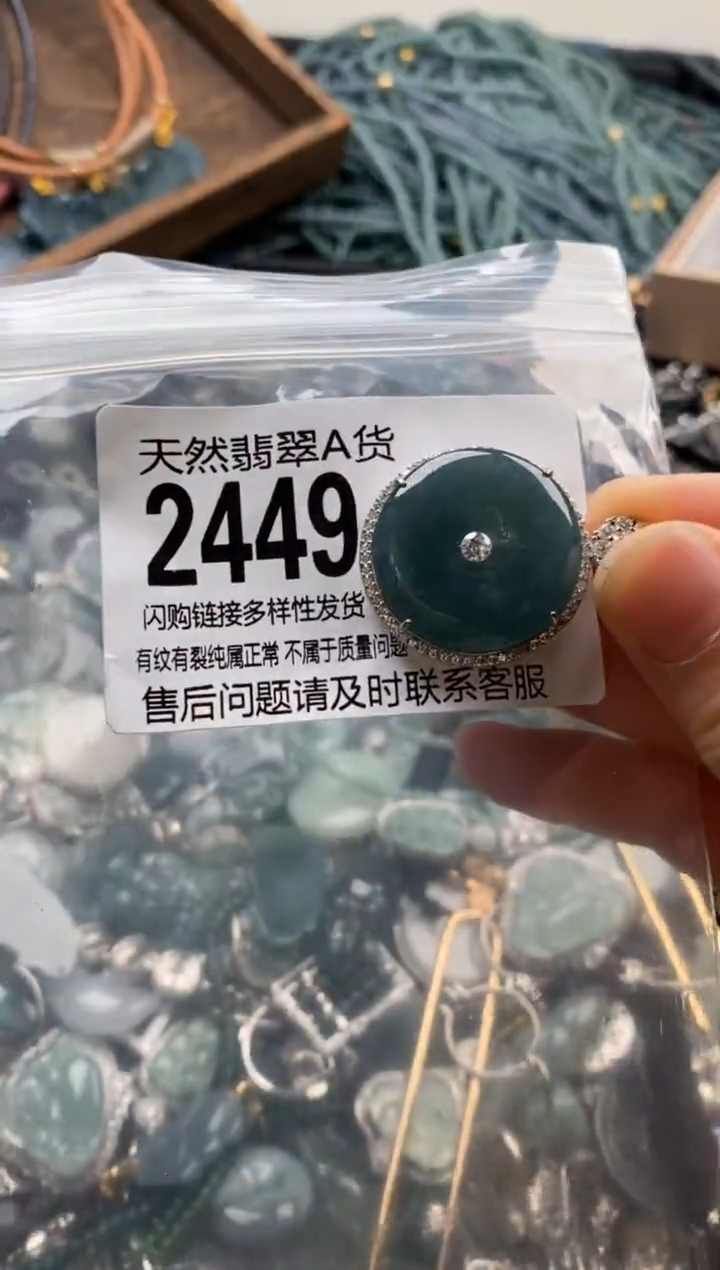 天然翡翠A货
2449
闪购链接多样性发货
有纹有裂纯属正常 不属于质量问题
售后问题请及时联系客服